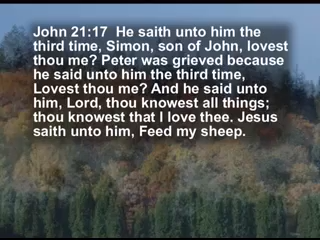 John 21:17  He saith unto him the
third time, Simon, son of John, lovest
thou me? Peter was grieved because
he said unto him the third time,
Lovest thou me? And he said unto
him, Lord, thou knowest all things;
thou knowest that I love thee. Jesus
saith unto him, Feed my sheep.